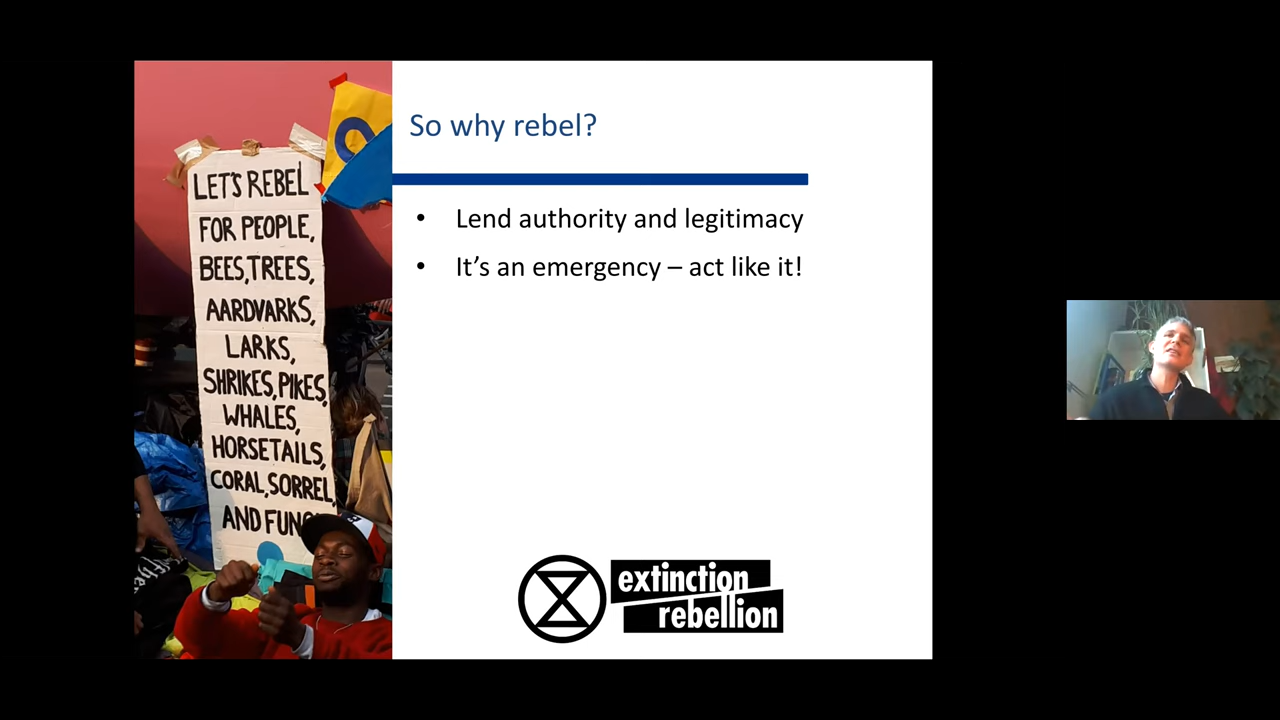 LET'S REBEL
FOR PEOPLE,
BEES, TREES,
AARDVARKS,
LARKS,
SHRIKES, PIKES,
WHALES,
HORSETAILS,
CORAL, SORREL,
AND
So why rebel?
• Lend authority and legitimacy
• It’s an emergency – act like it!
extinction
rebellion